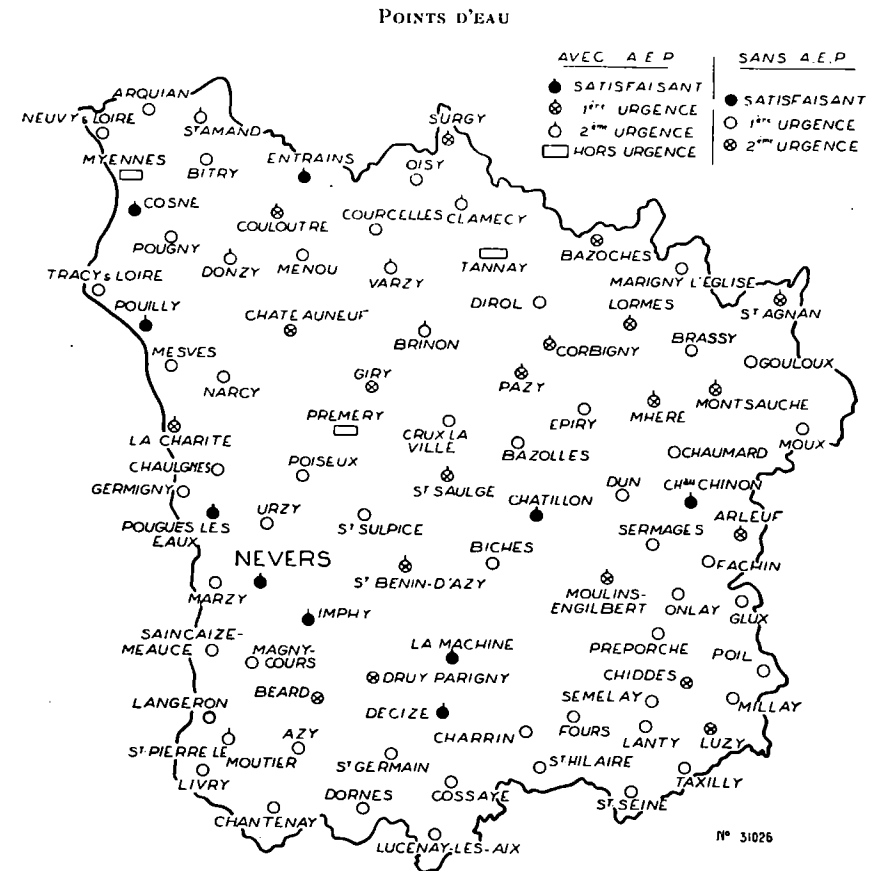 POINTS D'EAU
AVEC A.E.P
SANS A.E.P
SATISFAISANT
1ère URGENCE
2ème URGENCE
HORS URGENCE
SATISFAISANT
1ère URGENCE
2ème URGENCE
ARQUIAN
NEUVY S LOIRE
ST AMAND
SURGY
MYENNES
BITRY
ENTRAINS
OISY
COSNE
COULOUTRE
COURCELLES
CLAMECY
POUGNY
DONZY
MENOU
VARZY
TANNAY
BAZOCHES
TRACY S LOIRE
MARIGNY L'EGLISE
POUILLY
CHATEAUNEUF
DIROL
LORMES
ST AGNAN
BRINON
CORBIGNY
BRASSY
MESVES
GOULOUX
NARCY
GIRY
PAZY
MHERE
MONTSAUCHE
PREMERY
EPIRY
LA CHARITE
CRUX LA
VILLE
BAZOLLES
MOUX
CHAUMARD
CHAULGNES
POISEUX
GERMIGNY
ST SAULGE
CHATILLON
DUN
CHAU CHINON
POUGUES LES
EAUX
URZY
ST SULPICE
ARLEUF
SERMAGES
BICHES
NEVERS
FACHIN
MARZY
ST BENIN-D'AZY
MOULINS-
ENGILBERT
ONLAY
GLUX
IMPHY
SAINCAIZE-
MEAUCE
MAGNY-
COURS
LA MACHINE
PREPORCHE
POIL
BEARD
DRUY PARIGNY
CHIDDES
LANGERON
DECIZE
SEMELAY
MILLAY
ST PIERRE LE
MOUTIER
AZY
CHARRIN
FOURS
LANTY
LUZY
LIVRY
ST GERMAIN
ST HILAIRE
TAXILLY
CHANTENAY
DORNES
COSSAYE
ST SEINE
LUCENAY-LES-AIX
N° 31026